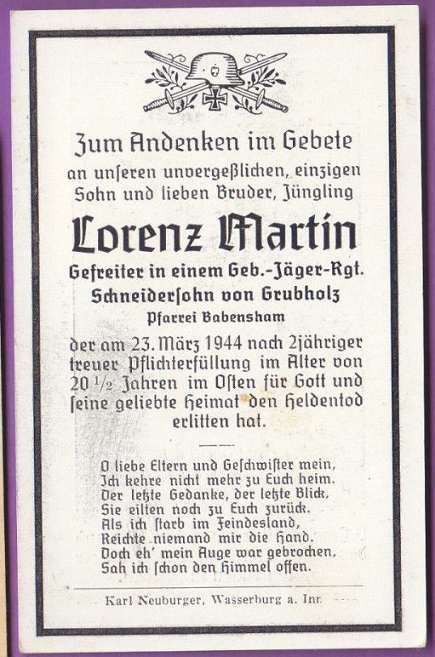 Zum Andenken im Gebete
an unſeren unvergeßlichen, einzigen
Sohn und lieben Bruder, Jüngling
Lorenz Martin
Gefreiter in einem Geb.-Jäger-Rgt.
Schneiderſohn von Grubholz
Pfarrei Babensham
der am 23. März 1944 nach 2jähriger
treuer Pflichterfüllung im Alter von
20 1/2 Jahren im Oſten für Gott und
ſeine geliebte Heimat den Heldentod
erlitten hat.
O liebe Eltern und Geſchwiſter mein,
Ich kehre nicht mehr zu Euch heim.
Der letzte Gedanke, der letzte Blick,
Sie eilten noch zu Euch zurück.
Als ich ſtarb im Feindesland,
Reichte niemand mir die Hand.
Doch eh' mein Auge war gebrochen,
Sah ich ſchon den Himmel offen.
Karl Neuburger, Wasserburg a. Inn